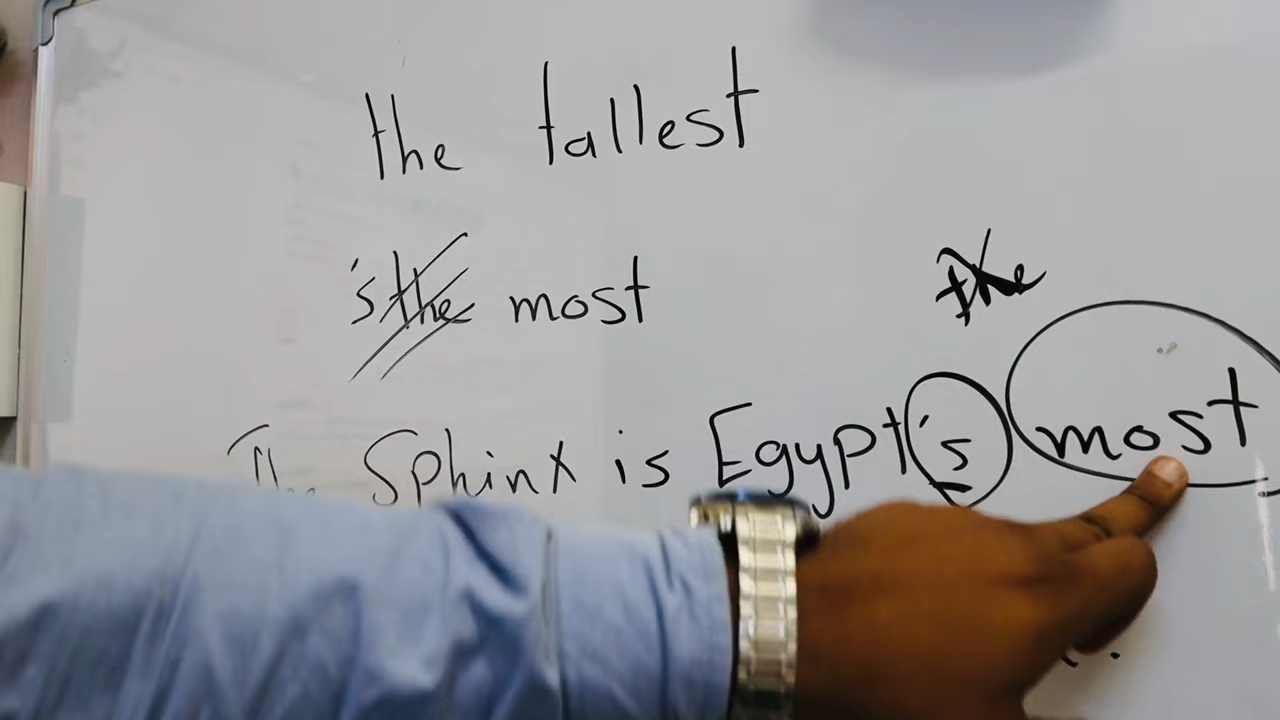 the tallest
's the most
the
The Sphinx is Egypt's most